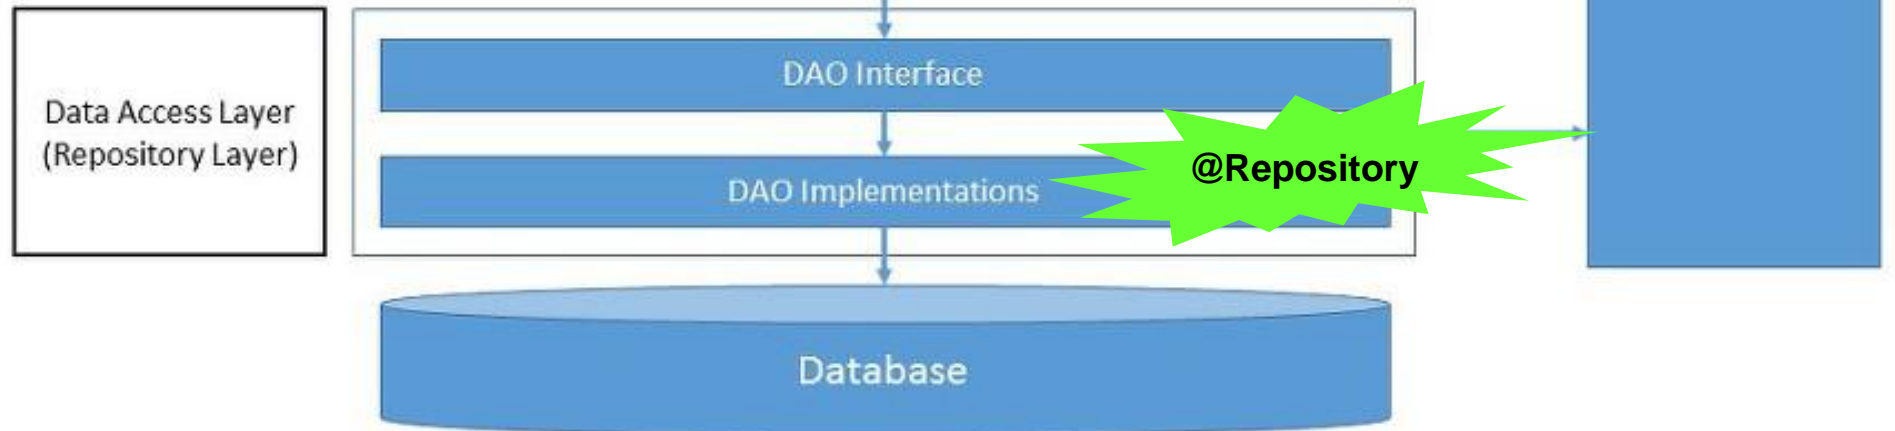 Data Access Layer
(Repository Layer)
DAO Interface
DAO Implementations
@Repository
Database